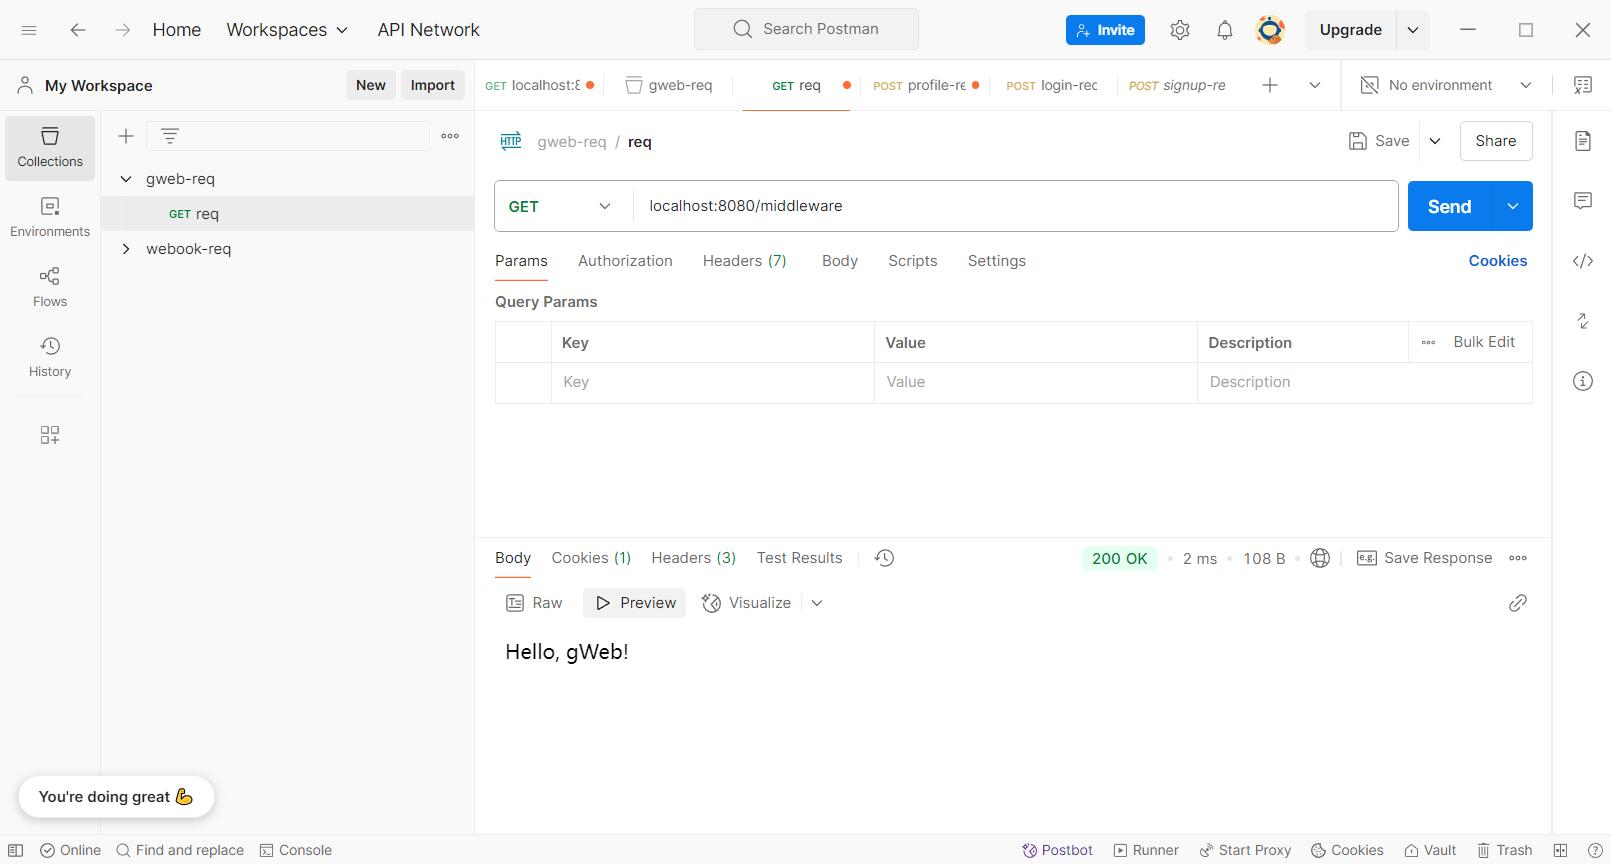 Home Workspaces API Network Search Postman Invite Upgrade
My Workspace New Import GET localhost:8 gweb-req GET req POST profile-re POST login-rec POST signup-re No environment
Collections
Environments
Flows
History
gweb-req
GET req
webook-req
HTTP gweb-req / req Save Share
GET localhost:8080/middleware Send
Params Authorization Headers (7) Body Scripts Settings Cookies
Query Params
Key Value Description Bulk Edit
Key Value Description
Body Cookies (1) Headers (3) Test Results 200 OK 2 ms 108 B e.g. Save Response
Raw Preview Visualize
Hello, gWeb!
You're doing great 💪
Online Find and replace Console Postbot Runner Start Proxy Cookies Vault Trash